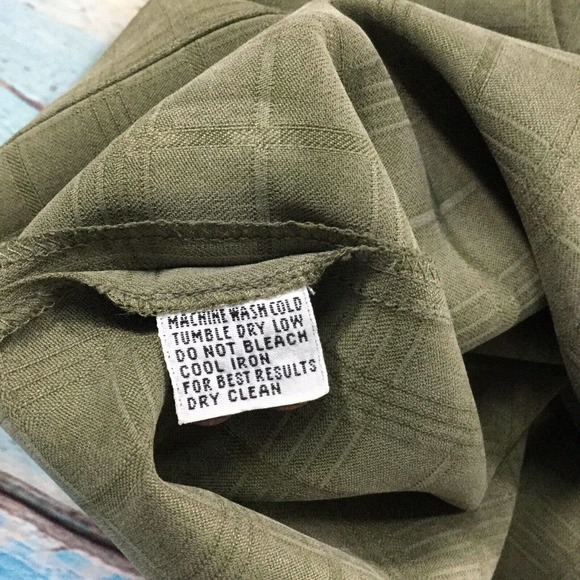 MACHINE WASH COLD
TUMBLE DRY LOW
DO NOT BLEACH
COOL IRON
FOR BEST RESULTS
DRY CLEAN